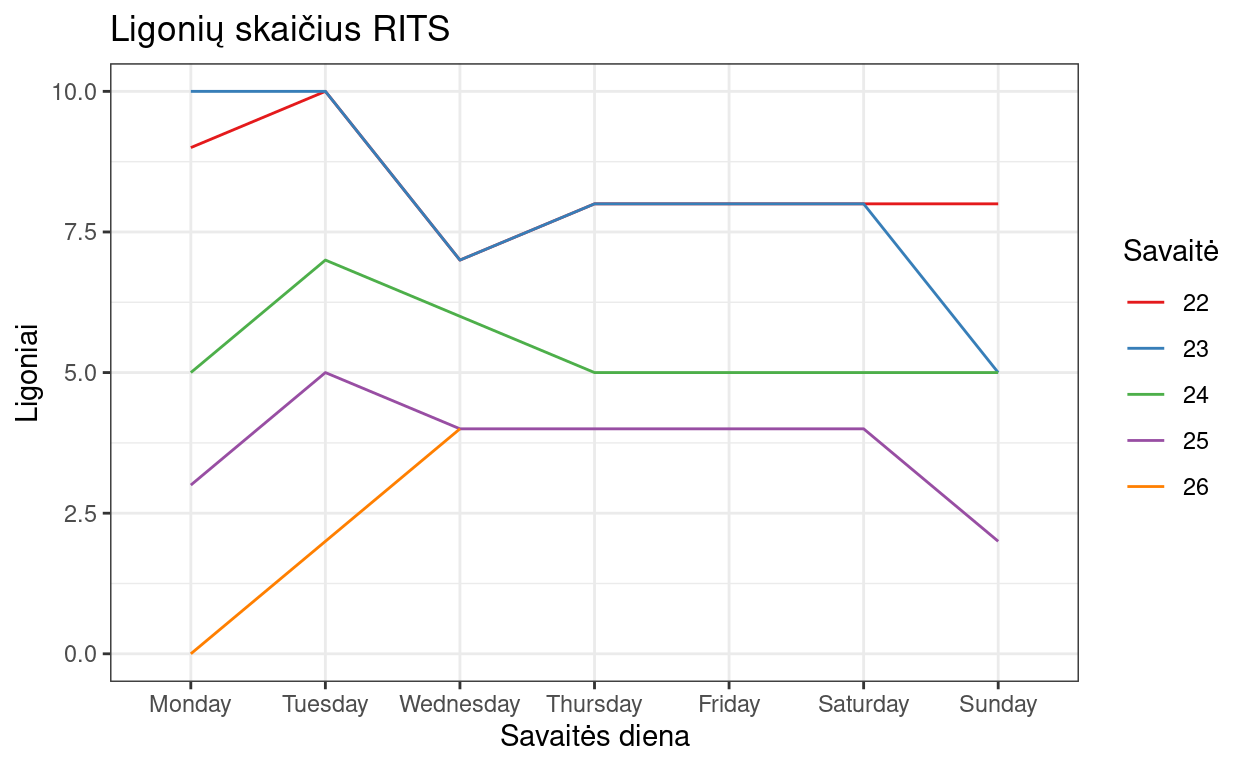 Ligonių skaičius RITS
10.0
7.5
5.0
2.5
0.0
Ligoniai
Monday Tuesday Wednesday Thursday Friday Saturday Sunday
Savaitės diena
Savaitė
22
23
24
25
26